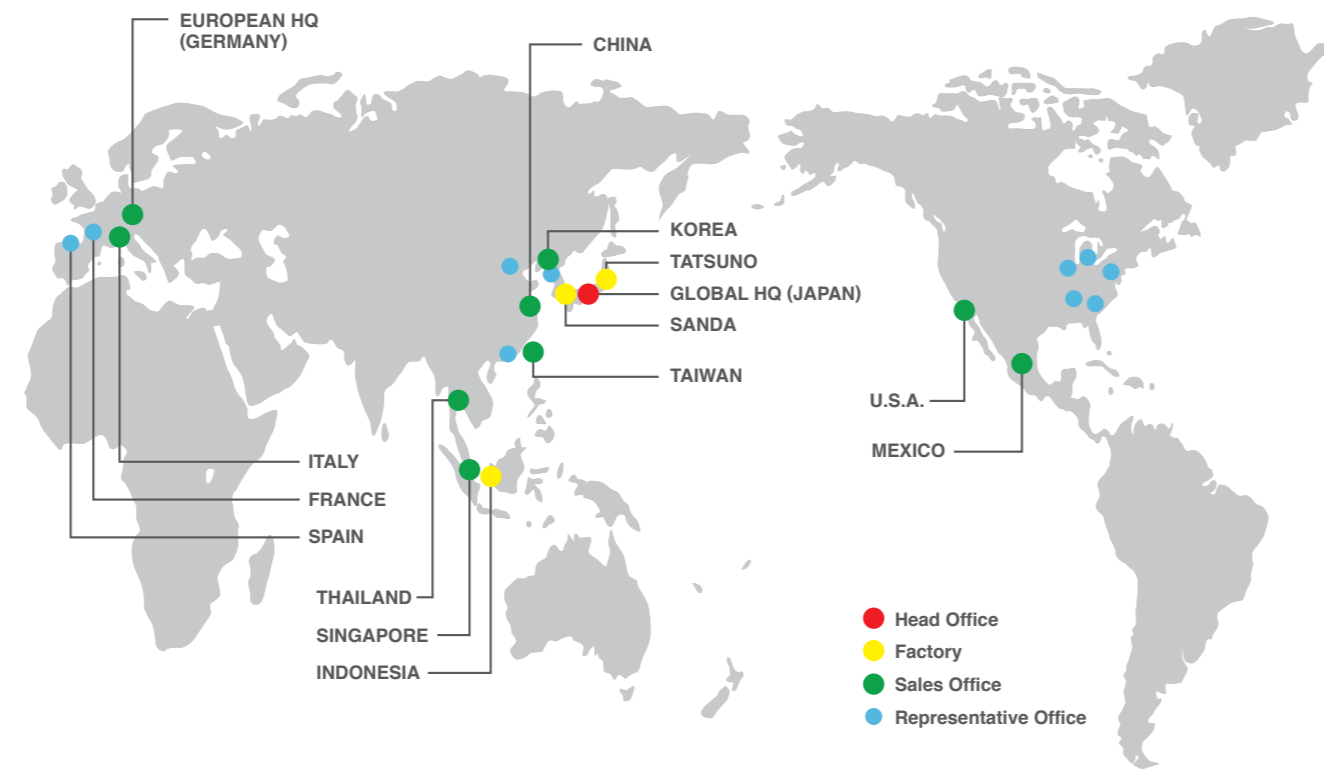 EUROPEAN HQ
(GERMANY)
CHINA
KOREA
TATSUNO
GLOBAL HQ (JAPAN)
SANDA
TAIWAN
U.S.A.
MEXICO
ITALY
FRANCE
SPAIN
THAILAND
SINGAPORE
INDONESIA
Head Office
Factory
Sales Office
Representative Office